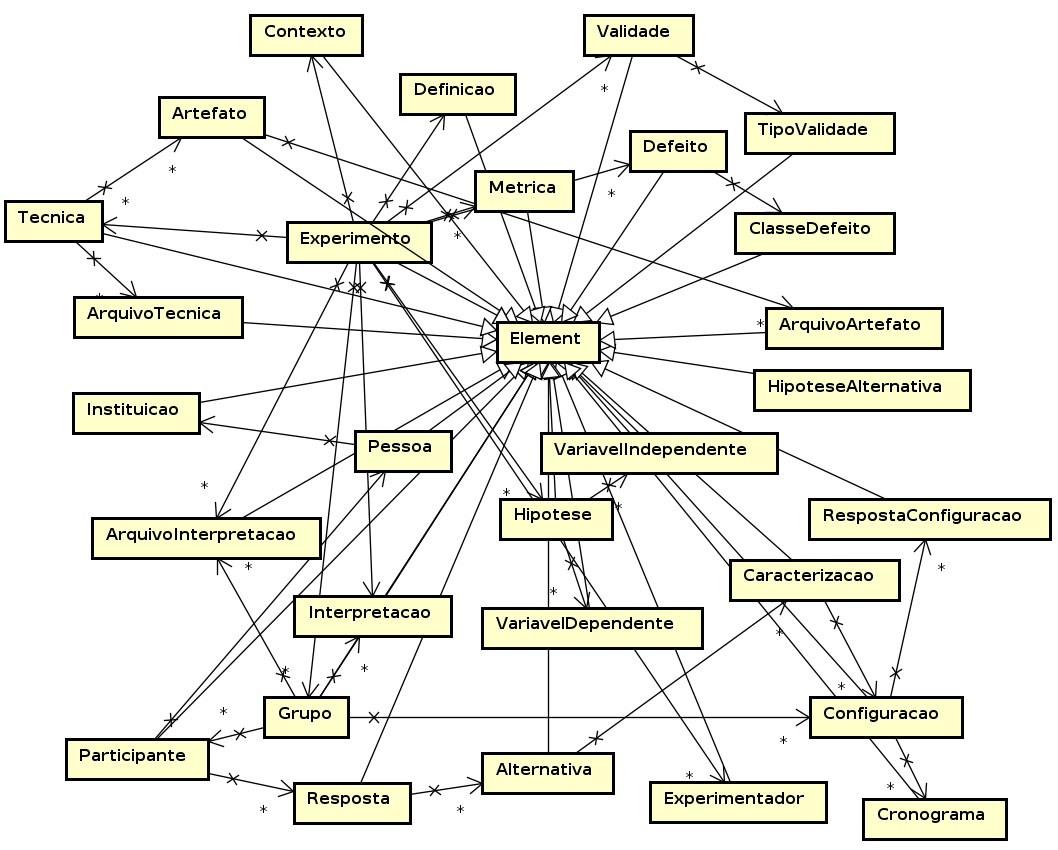 Contexto
Validade
Definicao
*
Artefato
TipoValidade
Defeito
*
Metrica
*
*
Tecnica
*
ClasseDefeito
Experimento
*
ArquivoTecnica
*
ArquivoArtefato
Element
HipoteseAlternativa
Instituicao
Pessoa
VariavelIndependente
*
*
*
Hipotese
RespostaConfiguracao
ArquivoInterpretacao
*
*
Caracterizacao
*
Interpretacao
VariavelDependente
*
*
*
*
*
Grupo
Configuracao
*
Participante
Alternativa
*
*
Resposta
Experimentador
*
*
Cronograma